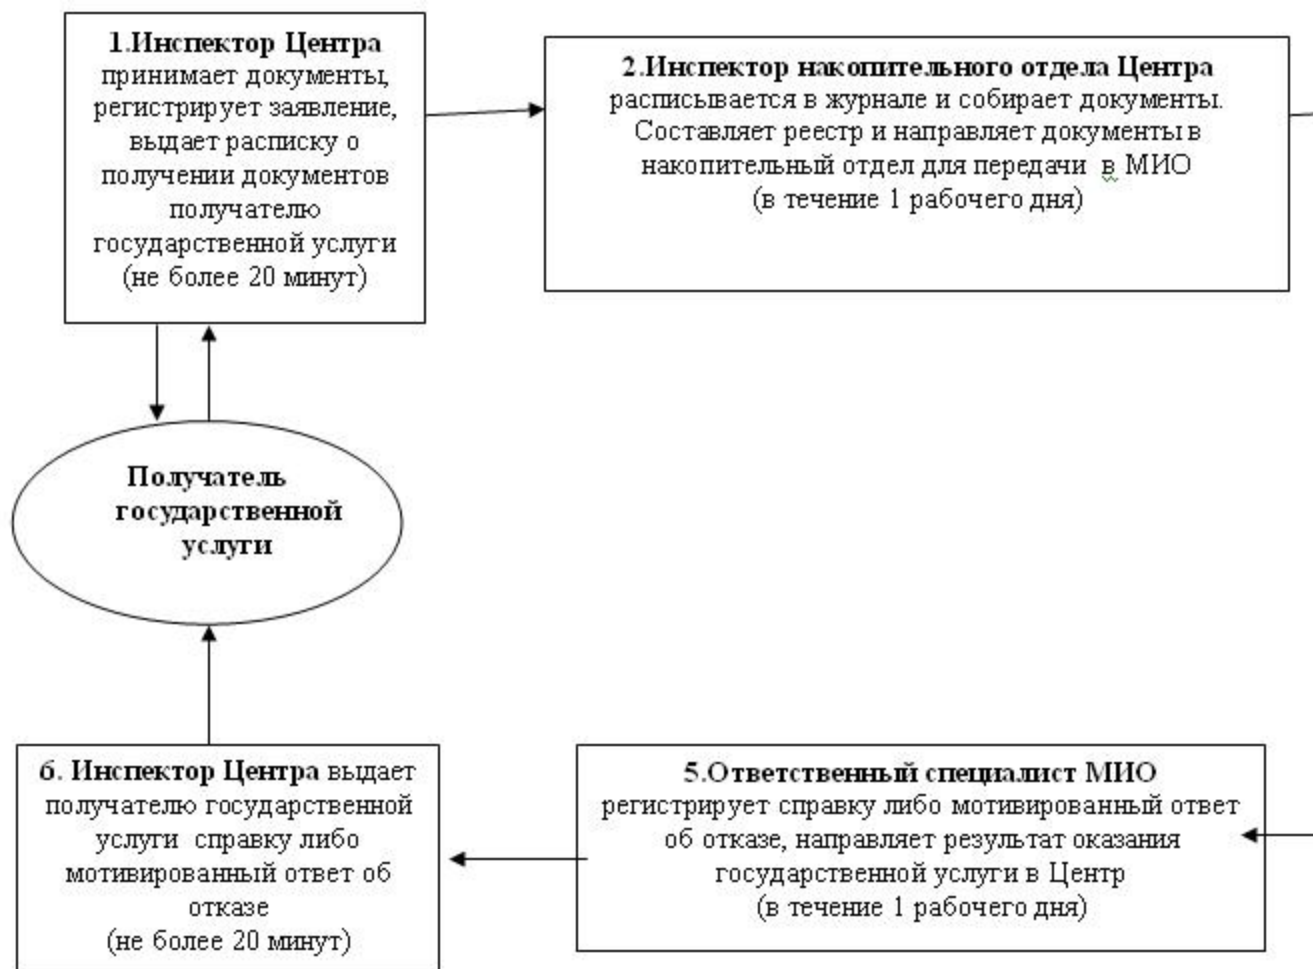 1.Инспектор Центра
принимает документы,
регистрирует заявление,
выдает расписку о
получении документов
получателю
государственной услуги
(не более 20 минут)
2.Инспектор накопительного отдела Центра
расписывается в журнале и собирает документы.
Составляет реестр и направляет документы в
накопительный отдел для передачи в МИО
(в течение 1 рабочего дня)
Получатель
государственной
услуги
6. Инспектор Центра выдает
получателю государственной
услуги справку либо
мотивированный ответ об
отказе
(не более 20 минут)
5.Ответственный специалист МИО
регистрирует справку либо мотивированный ответ
об отказе, направляет результат оказания
государственной услуги в Центр
(в течение 1 рабочего дня)